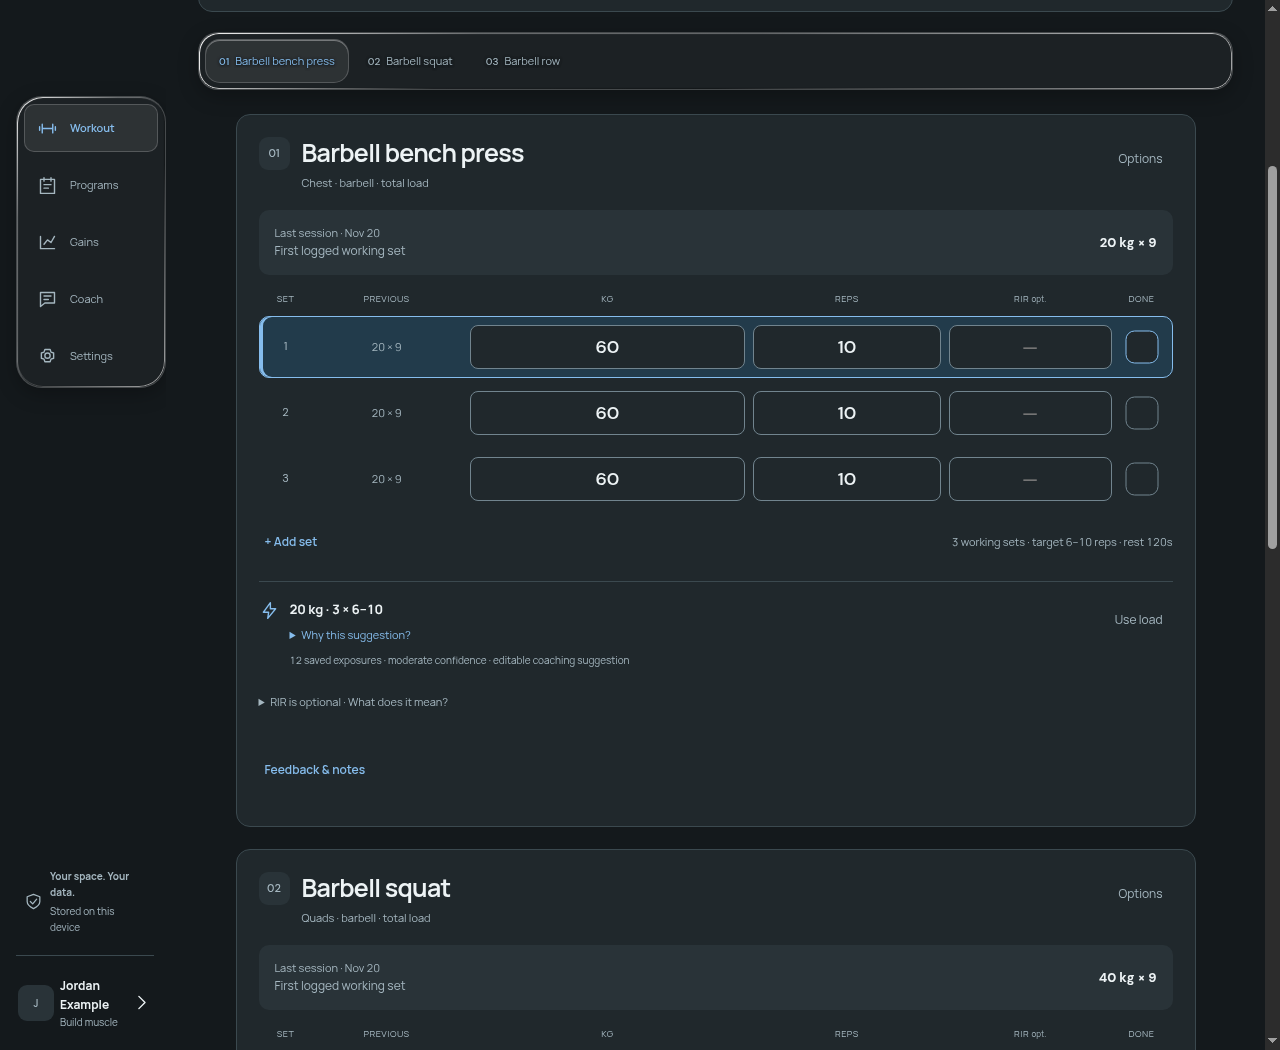 01 Barbell bench press
02 Barbell squat
03 Barbell row
Workout
Programs
Gains
Coach
Settings
Your space. Your
data.
Stored on this
device
J
Jordan
Example
Build muscle
01
Barbell bench press
Options
Chest · barbell · total load
Last session · Nov 20
First logged working set
20 kg × 9
SET PREVIOUS KG REPS RIR opt. DONE
1 20 × 9 60 10 —
2 20 × 9 60 10 —
3 20 × 9 60 10 —
+ Add set
3 working sets · target 6–10 reps · rest 120s
20 kg · 3 × 6–10
Use load
Why this suggestion?
12 saved exposures · moderate confidence · editable coaching suggestion
RIR is optional · What does it mean?
Feedback & notes
02
Barbell squat
Options
Quads · barbell · total load
Last session · Nov 20
First logged working set
40 kg × 9
SET PREVIOUS KG REPS RIR opt. DONE